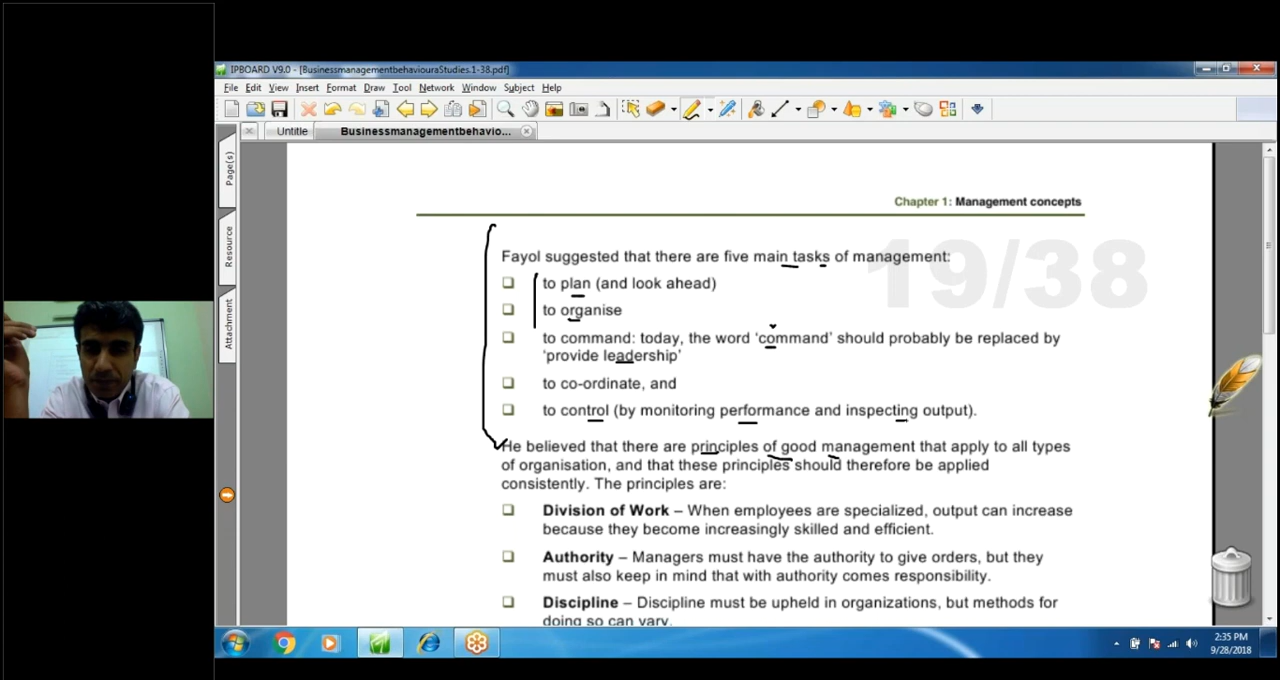 IPBOARD V9.0 - [BusinessmanagementbehaviouraStudies.1-38.pdf]
File Edit View Insert Format Draw Tool Network Window Subject Help
Untitle Businessmanagementbehavio...
Page(s)
Resource
Attachment
Chapter 1: Management concepts
19/38
Fayol suggested that there are five main tasks of management:
to plan (and look ahead)
to organise
to command: today, the word ‘command’ should probably be replaced by
‘provide leadership’
to co-ordinate, and
to control (by monitoring performance and inspecting output).
He believed that there are principles of good management that apply to all types
of organisation, and that these principles should therefore be applied
consistently. The principles are:
Division of Work – When employees are specialized, output can increase
because they become increasingly skilled and efficient.
Authority – Managers must have the authority to give orders, but they
must also keep in mind that with authority comes responsibility.
Discipline – Discipline must be upheld in organizations, but methods for
doing so can vary.
2:35 PM
9/28/2018